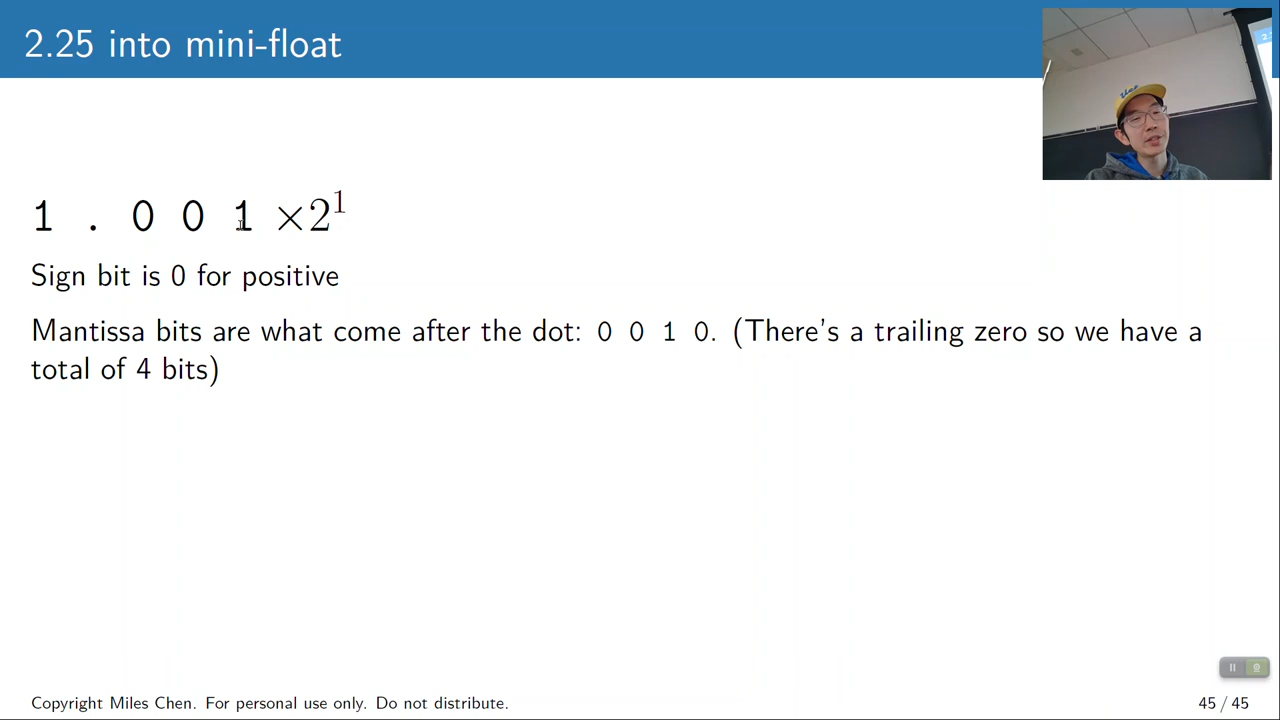 2.25 into mini-float
1 . 0 0 1 ×2¹
Sign bit is 0 for positive
Mantissa bits are what come after the dot: 0 0 1 0. (There's a trailing zero so we have a
total of 4 bits)
Copyright Miles Chen. For personal use only. Do not distribute.
45 / 45